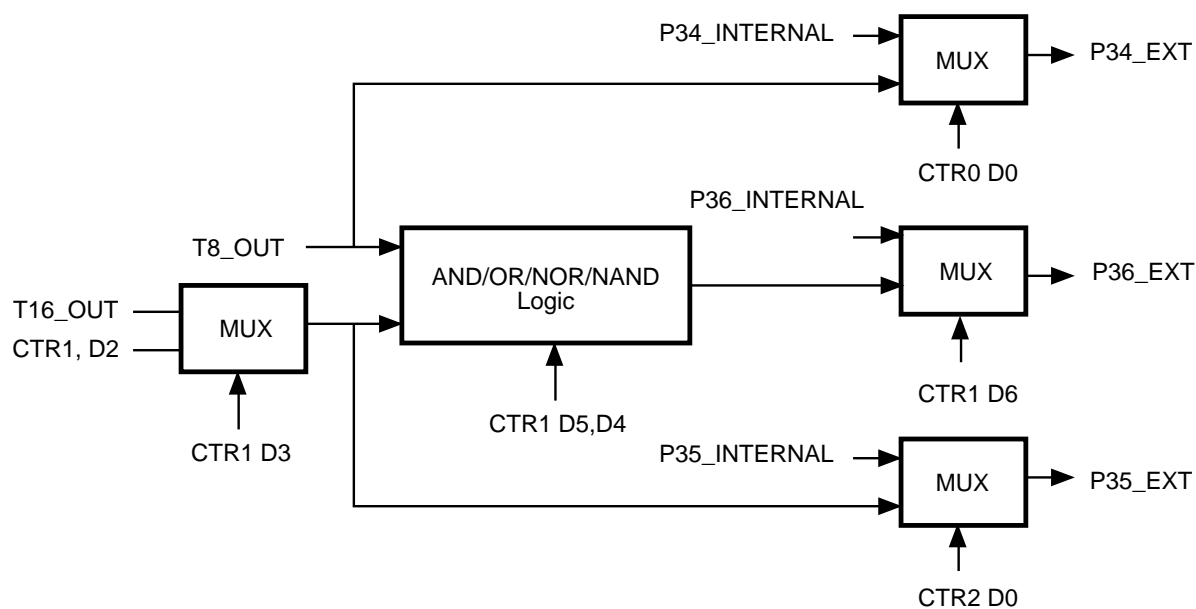 P34_INTERNAL
MUX
P34_EXT
CTR0 D0
P36_INTERNAL
T8_OUT
AND/OR/NOR/NAND
Logic
MUX
P36_EXT
T16_OUT
MUX
CTR1, D2
CTR1 D6
CTR1 D5,D4
CTR1 D3
P35_INTERNAL
MUX
P35_EXT
CTR2 D0